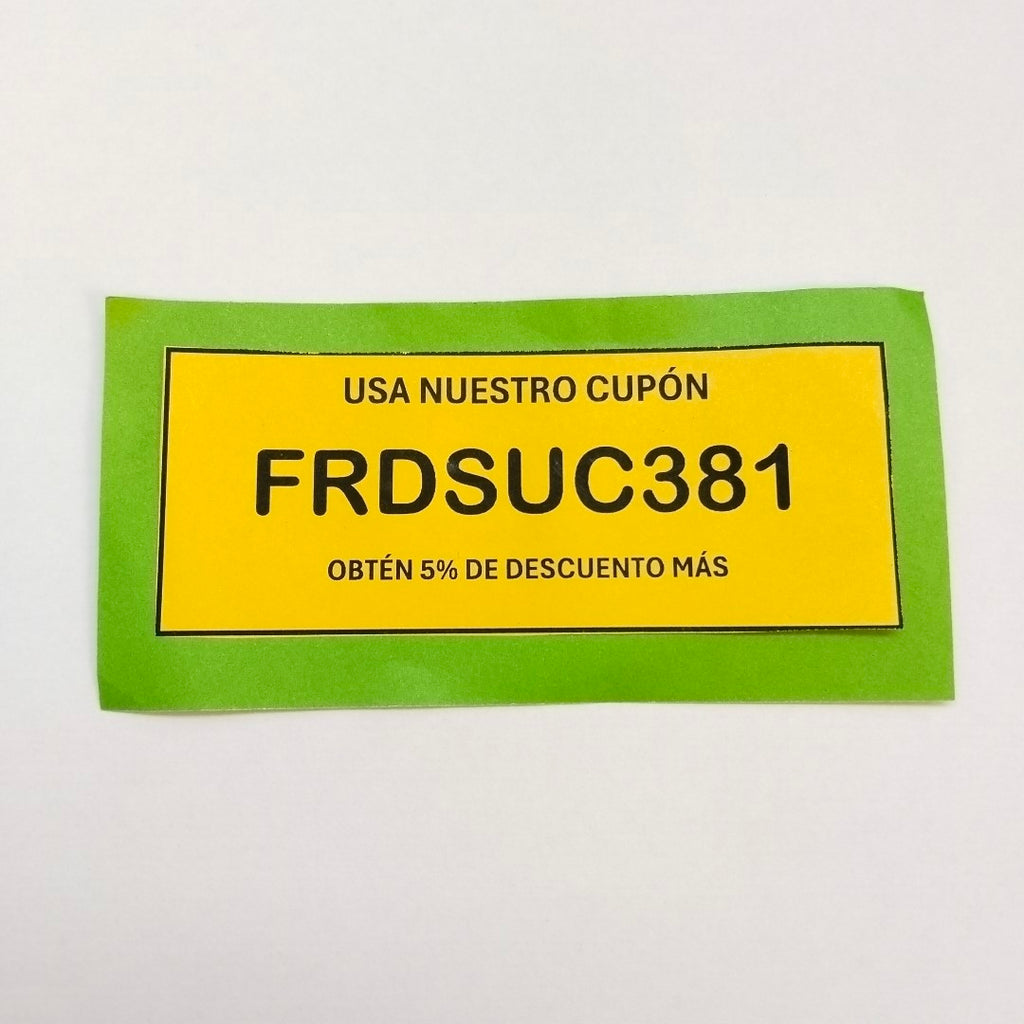 USA NUESTRO CUPÓN
FRDSUC381
OBTÉN 5% DE DESCUENTO MÁS